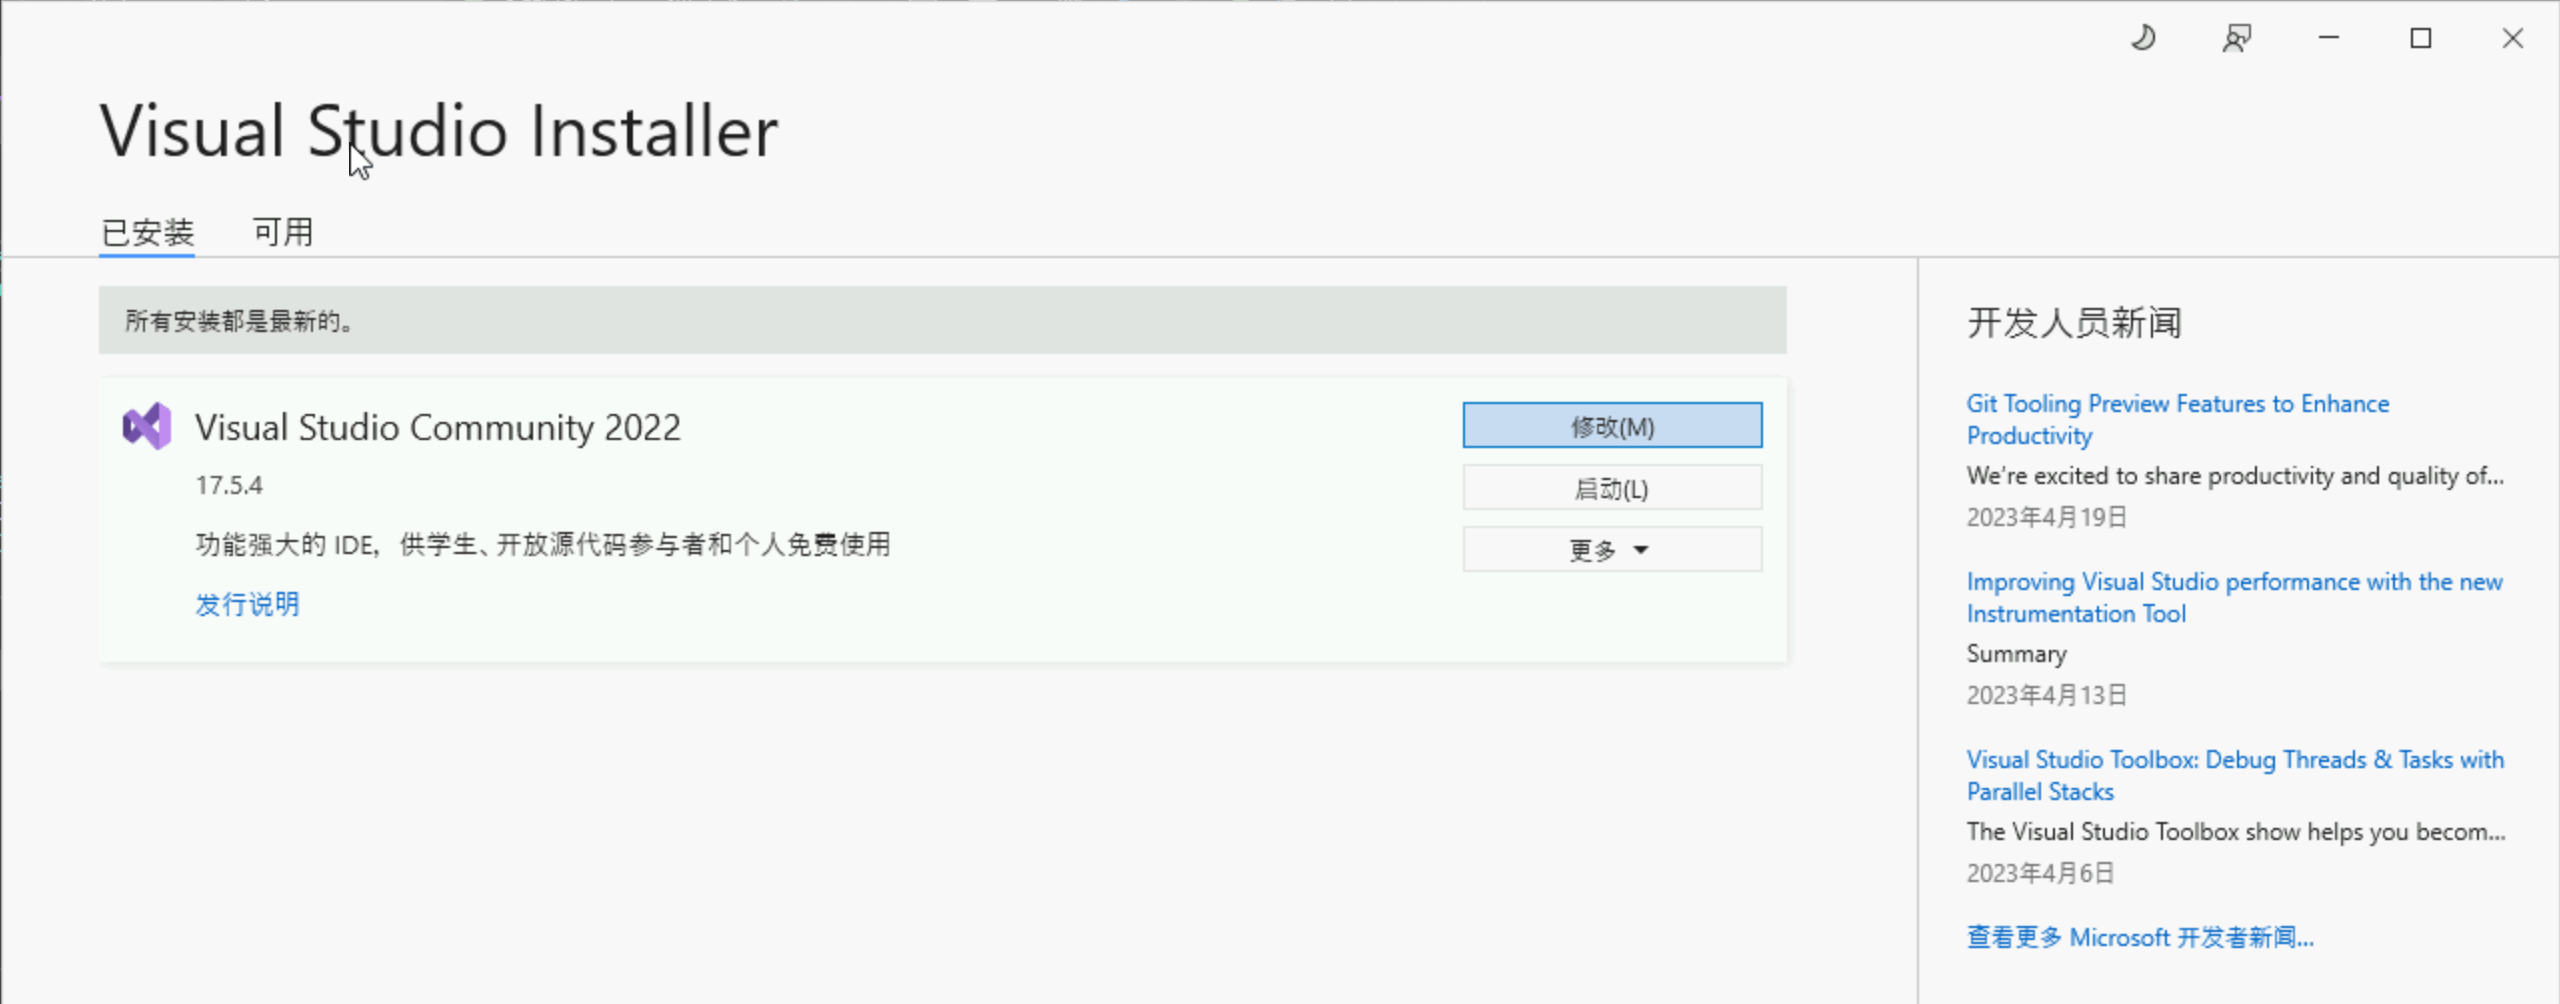 Visual Studio Installer
已安装
可用
所有安装都是最新的。
Visual Studio Community 2022
17.5.4
功能强大的 IDE，供学生、开放源代码参与者和个人免费使用
发行说明
修改(M)
启动(L)
更多
开发人员新闻
Git Tooling Preview Features to Enhance
Productivity
We're excited to share productivity and quality of...
2023年4月19日
Improving Visual Studio performance with the new
Instrumentation Tool
Summary
2023年4月13日
Visual Studio Toolbox: Debug Threads & Tasks with
Parallel Stacks
The Visual Studio Toolbox show helps you becom...
2023年4月6日
查看更多 Microsoft 开发者新闻...